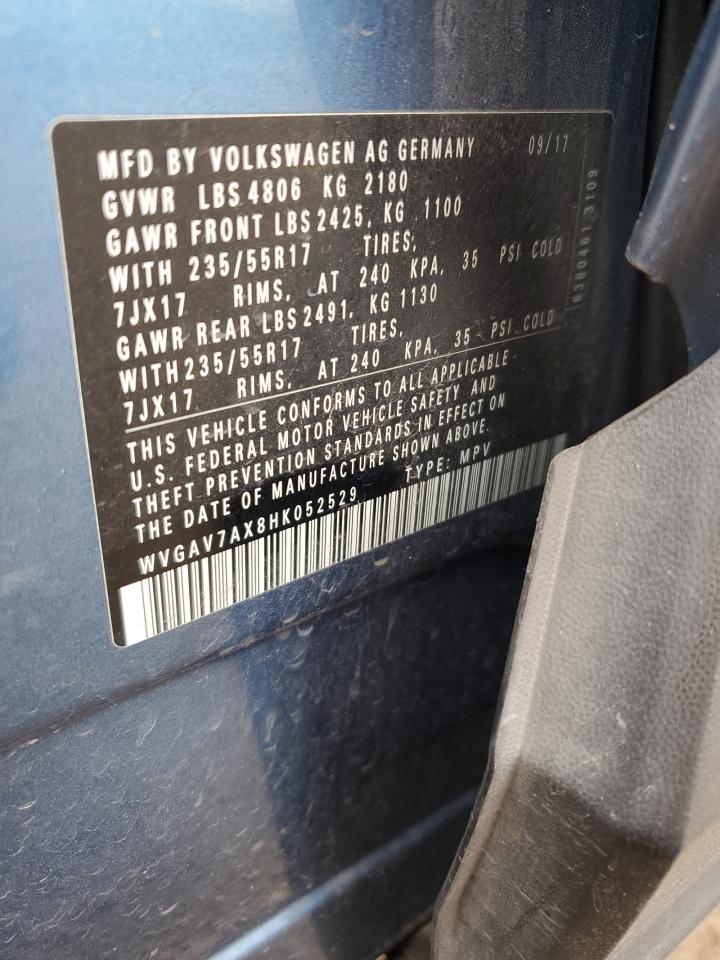 MFD BY VOLKSWAGEN AG GERMANY 09/17
GVWR LBS 4806 KG 2180
GAWR FRONT LBS 2425, KG 1100
WITH 235/55R17 TIRES,
7JX17 RIMS, AT 240 KPA, 35 PSI COLD
GAWR REAR LBS 2491, KG 1130
WITH 235/55R17 TIRES,
7JX17 RIMS, AT 240 KPA, 35 PSI COLD
THIS VEHICLE CONFORMS TO ALL APPLICABLE
U.S. FEDERAL MOTOR VEHICLE SAFETY AND
THEFT PREVENTION STANDARDS IN EFFECT ON
THE DATE OF MANUFACTURE SHOWN ABOVE.
WVGAV7AX8HK052529 TYPE: MPV